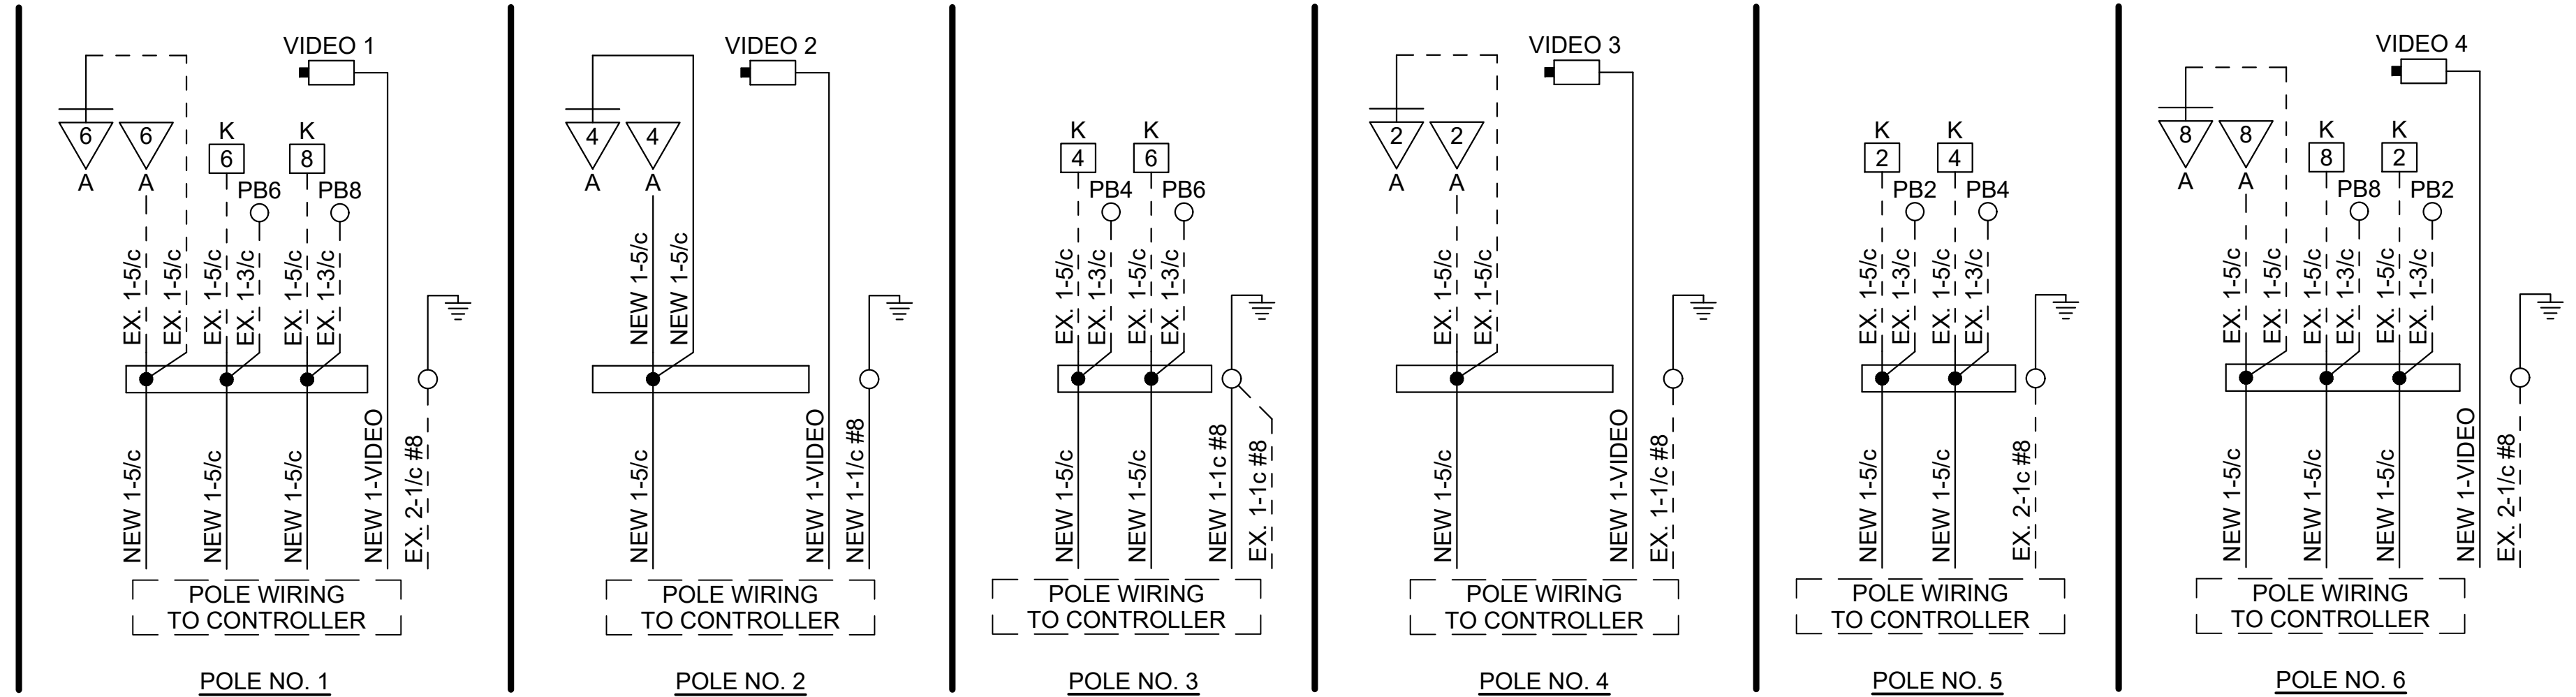 VIDEO 1
6
6
A
A
K
6
K
8
PB6
PB8
EX. 1-5/c
EX. 1-5/c
EX. 1-5/c
EX. 1-3/c
EX. 1-5/c
EX. 1-3/c
NEW 1-5/c
NEW 1-5/c
NEW 1-5/c
NEW 1-VIDEO
EX. 2-1/c #8
POLE WIRING
TO CONTROLLER
POLE NO. 1
VIDEO 2
4
4
A
A
NEW 1-5/c
NEW 1-5/c
NEW 1-5/c
NEW 1-VIDEO
NEW 1-1/c #8
POLE WIRING
TO CONTROLLER
POLE NO. 2
K
4
K
6
PB4
PB6
EX. 1-5/c
EX. 1-3/c
EX. 1-5/c
EX. 1-3/c
NEW 1-5/c
NEW 1-5/c
NEW 1-1c #8
EX. 1-1c #8
POLE WIRING
TO CONTROLLER
POLE NO. 3
VIDEO 3
2
2
A
A
EX. 1-5/c
EX. 1-5/c
NEW 1-5/c
NEW 1-VIDEO
EX. 1-1/c #8
POLE WIRING
TO CONTROLLER
POLE NO. 4
K
2
K
4
PB2
PB4
EX. 1-5/c
EX. 1-3/c
EX. 1-5/c
EX. 1-3/c
NEW 1-5/c
NEW 1-5/c
EX. 2-1c #8
POLE WIRING
TO CONTROLLER
POLE NO. 5
VIDEO 4
8
8
A
A
K
8
K
2
PB8
PB2
EX. 1-5/c
EX. 1-5/c
EX. 1-5/c
EX. 1-3/c
EX. 1-5/c
EX. 1-3/c
NEW 1-5/c
NEW 1-5/c
NEW 1-5/c
NEW 1-VIDEO
EX. 2-1/c #8
POLE WIRING
TO CONTROLLER
POLE NO. 6